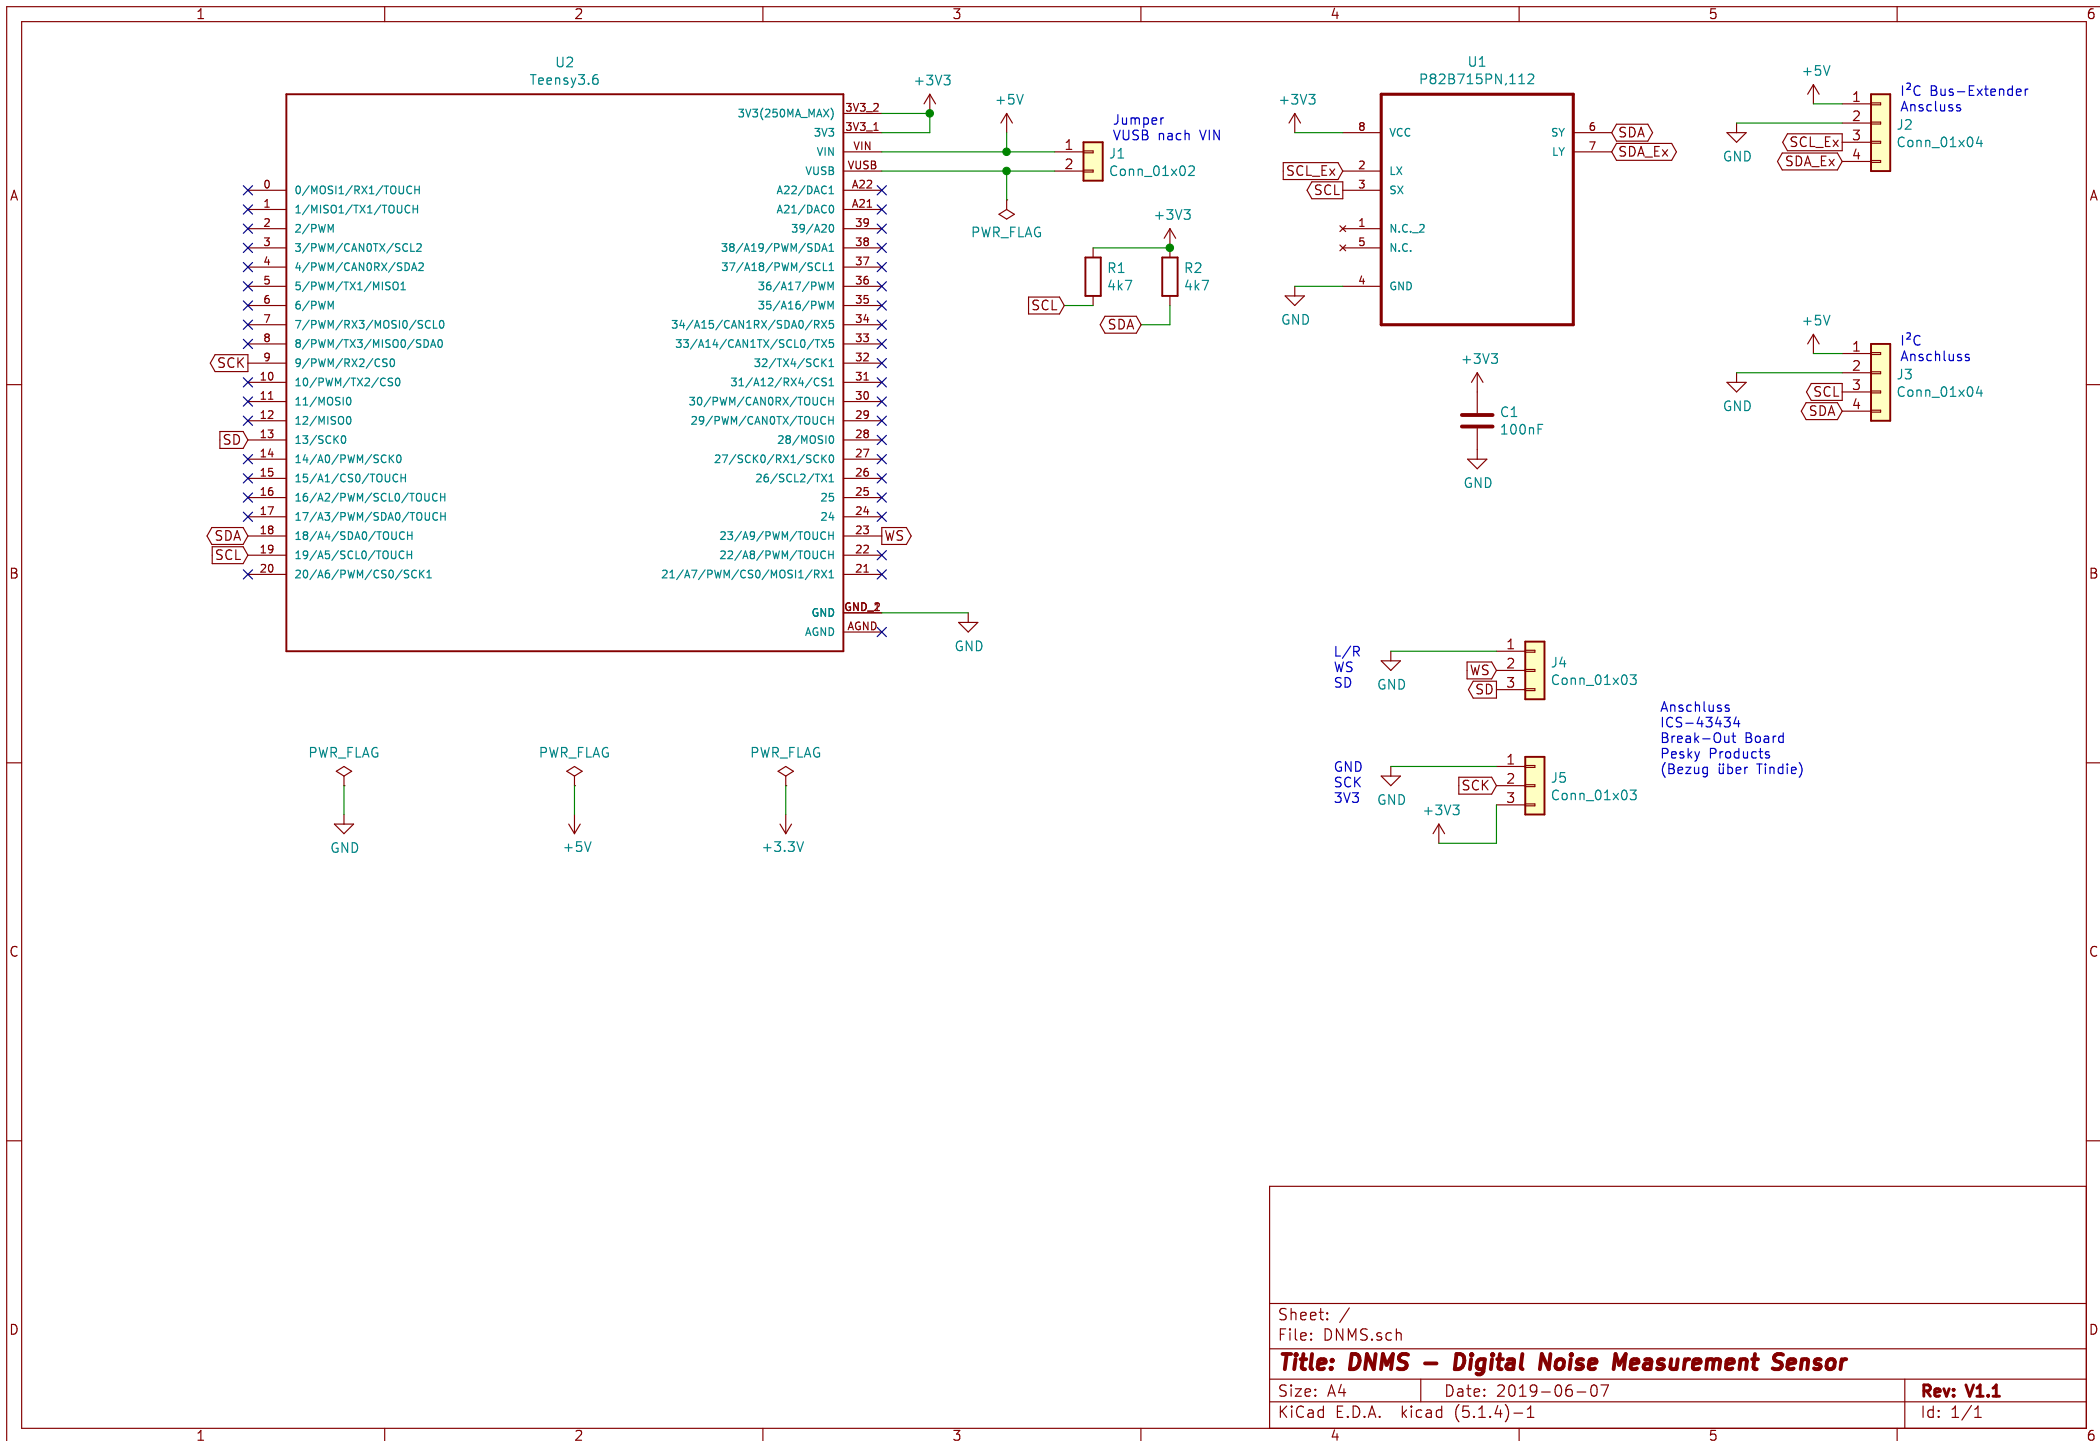 1 2 3 4 5 6
A
B
C
D
U2
Teensy3.6
3V3(250MA_MAX) 3V3_2
3V3 3V3_1
VIN VIN
VUSB VUSB
0 0/MOSI1/RX1/TOUCH A22/DAC1 A22
1 1/MISO1/TX1/TOUCH A21/DAC0 A21
2 2/PWM 39/A20 39
3 3/PWM/CAN0TX/SCL2 38/A19/PWM/SDA1 38
4 4/PWM/CAN0RX/SDA2 37/A18/PWM/SCL1 37
5 5/PWM/TX1/MISO1 36/A17/PWM 36
6 6/PWM 35/A16/PWM 35
7 7/PWM/RX3/MOSI0/SCL0 34/A15/CAN1RX/SDA0/RX5 34
8 8/PWM/TX3/MISO0/SDA0 33/A14/CAN1TX/SCL0/TX5 33
SCK 9 9/PWM/RX2/CS0 32/TX4/SCK1 32
10 10/PWM/TX2/CS0 31/A12/RX4/CS1 31
11 11/MOSI0 30/PWM/CAN0RX/TOUCH 30
12 12/MISO0 29/PWM/CAN0TX/TOUCH 29
SD 13 13/SCK0 28/MOSI0 28
14 14/A0/PWM/SCK0 27/SCK0/RX1/SCK0 27
15 15/A1/CS0/TOUCH 26/SCL2/TX1 26
16 16/A2/PWM/SCL0/TOUCH 25 25
17 17/A3/PWM/SDA0/TOUCH 24 24
SDA 18 18/A4/SDA0/TOUCH 23/A9/PWM/TOUCH 23 WS
SCL 19 19/A5/SCL0/TOUCH 22/A8/PWM/TOUCH 22
20 20/A6/PWM/CS0/SCK1 21/A7/PWM/CS0/MOSI1/RX1 21
GND
AGND AGND
GND
+3V3
+5V
Jumper
VUSB nach VIN
1 J1
2 Conn_01x02
PWR_FLAG
+3V3
R1
4k7
R2
4k7
SCL
SDA
U1
P82B715PN,112
+3V3
8 VCC SY 6 SDA
LY 7 SDA_Ex
SCL_Ex 2 LX
SCL 3 SX
1 N.C._2
5 N.C.
4 GND
GND
+3V3
C1
100nF
GND
+5V
I²C Bus-Extender
Anscluss
J2
Conn_01x04
1
2
SCL_Ex 3
SDA_Ex 4
GND
+5V
I²C
Anschluss
J3
Conn_01x04
1
2
SCL 3
SDA 4
GND
L/R
WS
SD
GND
1
WS 2
SD 3
J4
Conn_01x03
Anschluss
ICS-43434
Break-Out Board
Pesky Products
(Bezug über Tindie)
GND
SCK
3V3
GND
1
SCK 2
3
+3V3
J5
Conn_01x03
PWR_FLAG
GND
PWR_FLAG
+5V
PWR_FLAG
+3.3V
Sheet: /
File: DNMS.sch
Title: DNMS - Digital Noise Measurement Sensor
Size: A4 Date: 2019-06-07 Rev: V1.1
KiCad E.D.A. kicad (5.1.4)-1 Id: 1/1
A
B
C
D
1 2 3 4 5 6